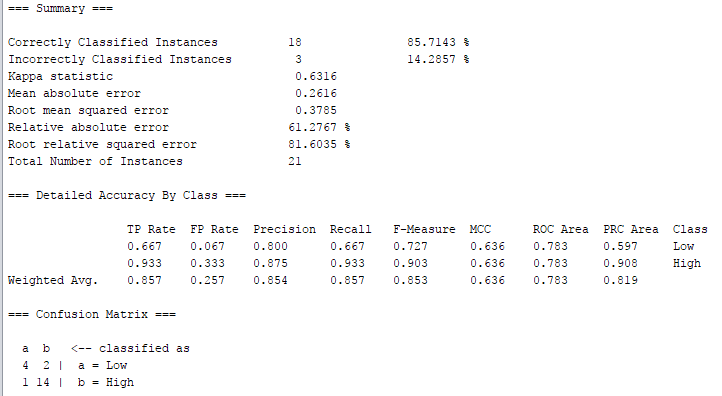 === Summary ===
Correctly Classified Instances 18 85.7143 %
Incorrectly Classified Instances 3 14.2857 %
Kappa statistic 0.6316
Mean absolute error 0.2616
Root mean squared error 0.3785
Relative absolute error 61.2767 %
Root relative squared error 81.6035 %
Total Number of Instances 21
=== Detailed Accuracy By Class ===
TP Rate FP Rate Precision Recall F-Measure MCC ROC Area PRC Area Class
0.667 0.067 0.800 0.667 0.727 0.636 0.783 0.597 Low
0.933 0.333 0.875 0.933 0.903 0.636 0.783 0.908 High
Weighted Avg. 0.857 0.257 0.854 0.857 0.853 0.636 0.783 0.819
=== Confusion Matrix ===
a b <-- classified as
4 2 | a = Low
1 14 | b = High